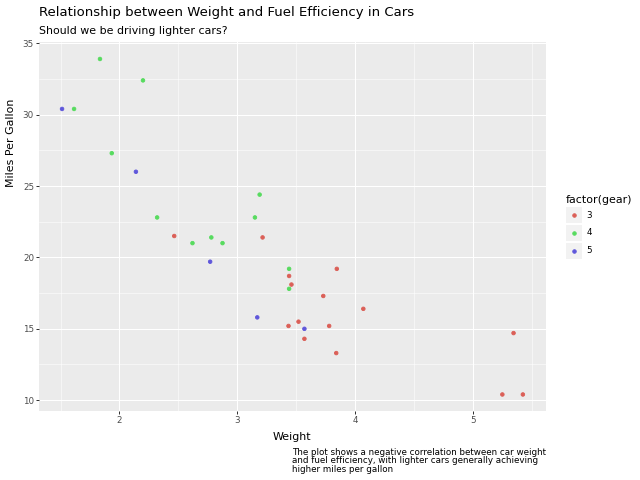 Relationship between Weight and Fuel Efficiency in Cars
Should we be driving lighter cars?
35
30
25
20
15
10
Miles Per Gallon
2 3 4 5
Weight
factor(gear)
3
4
5
The plot shows a negative correlation between car weight
and fuel efficiency, with lighter cars generally achieving
higher miles per gallon